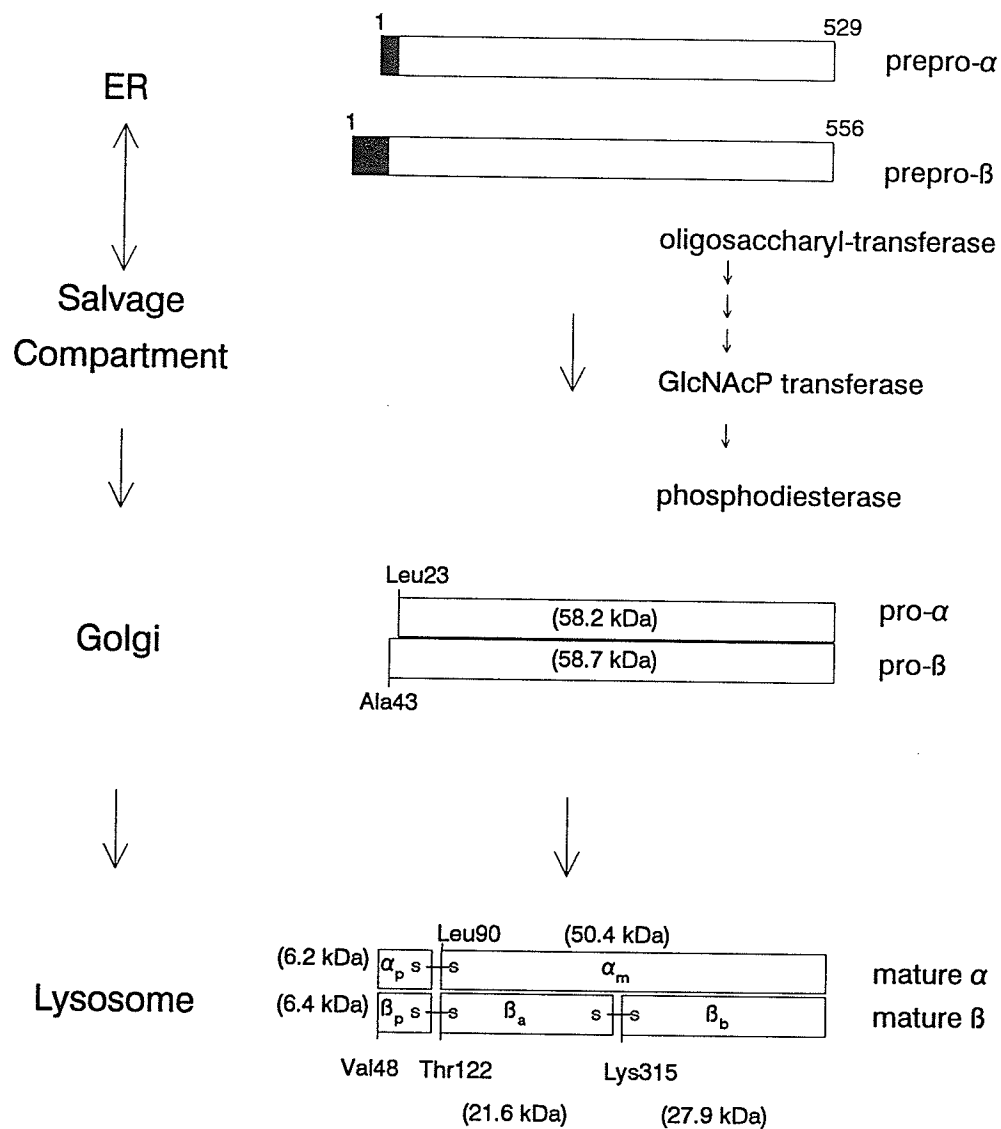 1 529
prepro-α
ER
1 556
prepro-ß
oligosaccharyl-transferase
Salvage
Compartment
GlcNAcP transferase
phosphodiesterase
Leu23
Golgi
(58.2 kDa) pro-α
(58.7 kDa) pro-ß
Ala43
Leu90 (50.4 kDa)
(6.2 kDa) αp s s αm mature α
Lysosome
(6.4 kDa) ßp s s ßa s s ßb mature ß
Val48 Thr122 Lys315
(21.6 kDa) (27.9 kDa)